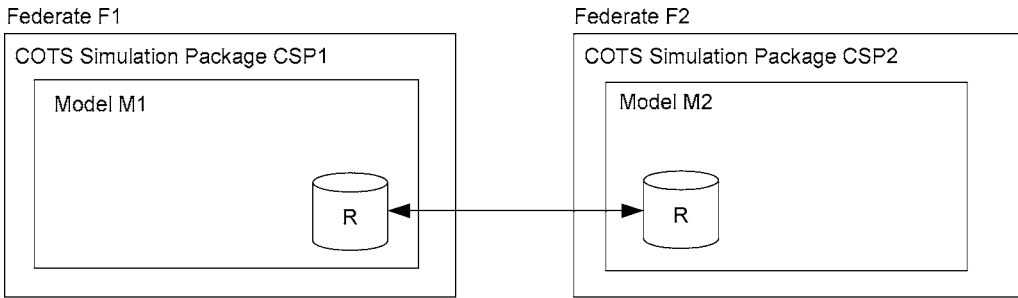 Federate F1
COTS Simulation Package CSP1
Model M1
R
Federate F2
COTS Simulation Package CSP2
Model M2
R